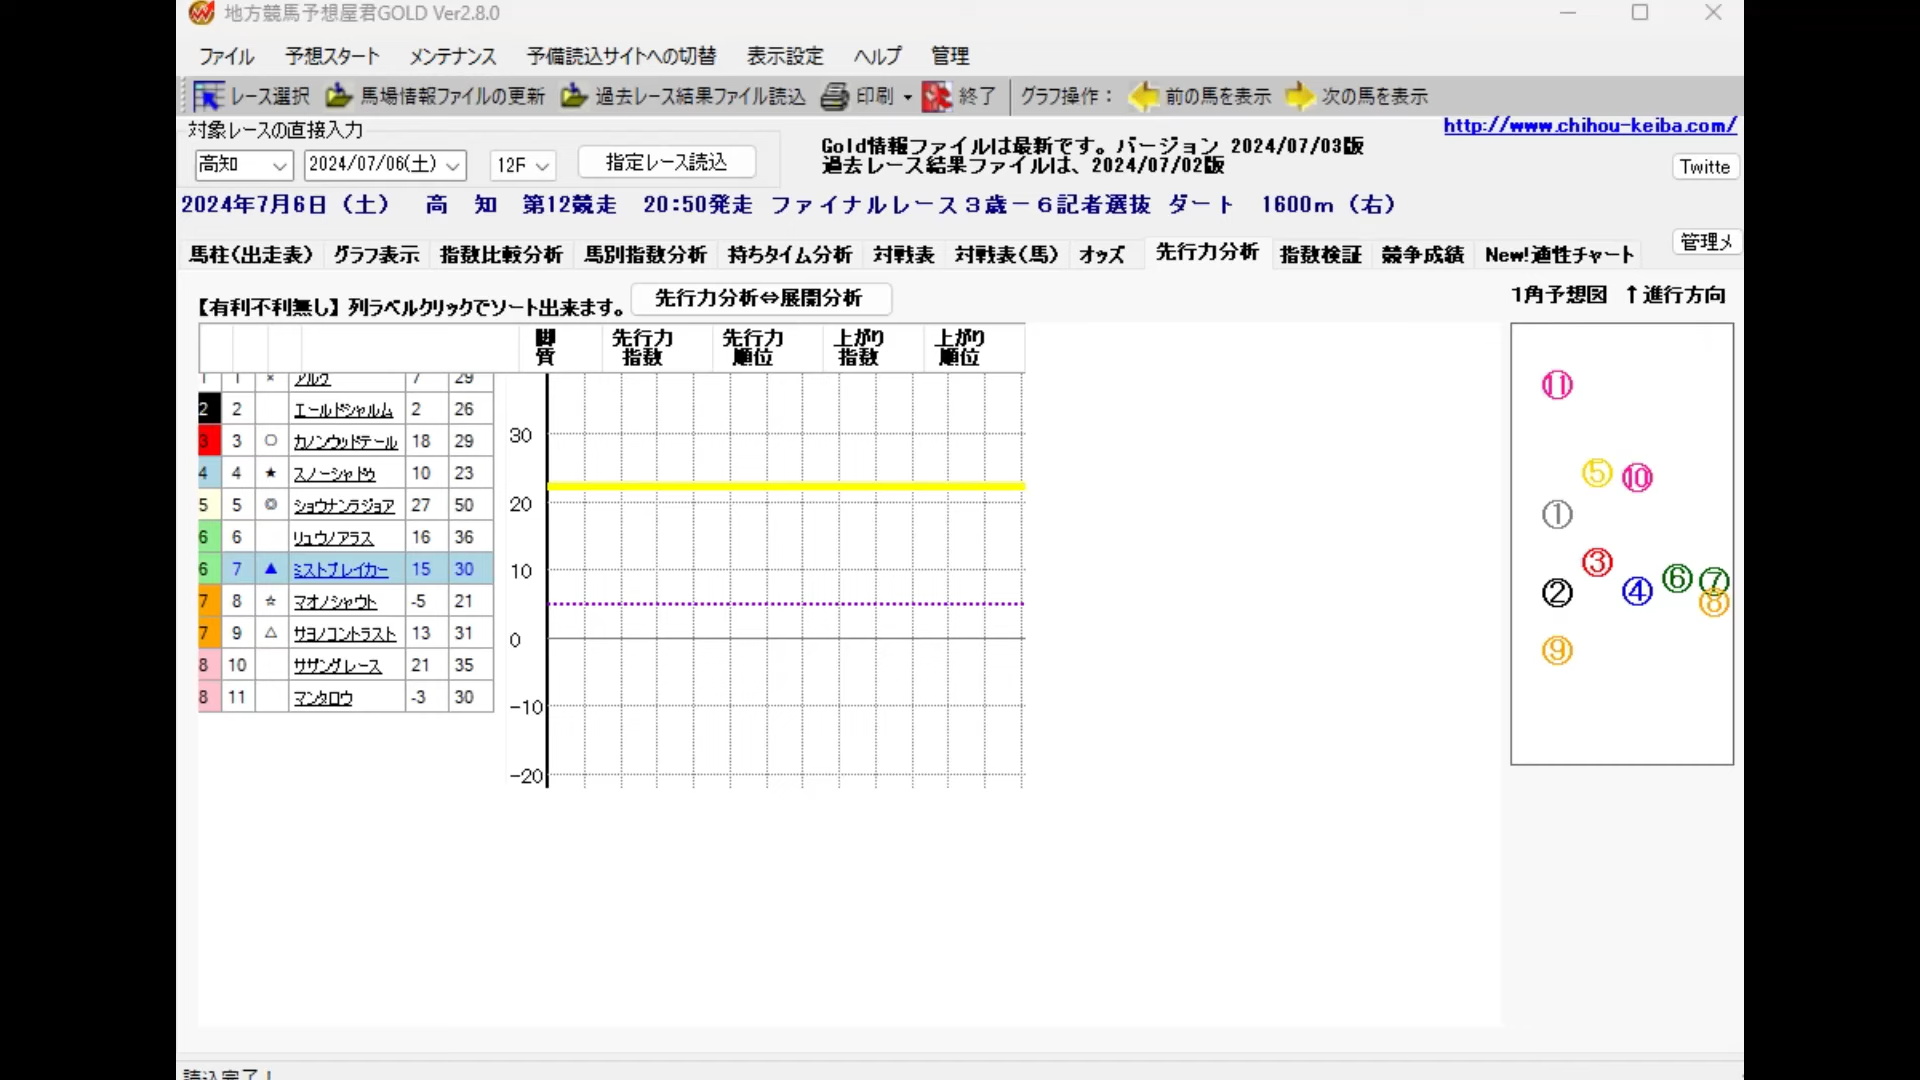 地方競馬予想屋君GOLD Ver2.8.0
ファイル 予想スタート メンテナンス 予備読込サイトへの切替 表示設定 ヘルプ 管理
レース選択 馬場情報ファイルの更新 過去レース結果ファイル読込 印刷 終了 グラフ操作： 前の馬を表示 次の馬を表示
対象レースの直接入力
http://www.chihou-keiba.com/
高知 2024/07/06(土) 12F 指定レース読込
Gold情報ファイルは最新です。バージョン 2024/07/03版
過去レース結果ファイルは、2024/07/02版
Twitte
2024年7月6日（土） 高 知 第12競走 20:50発走 ファイナルレース３歳－６記者選抜 ダート 1600m（右）
管理メ
馬柱(出走表) グラフ表示 指数比較分析 馬別指数分析 持ちタイム分析 対戦表 対戦表(馬) オッズ 先行力分析 指数検証 競争成績 New!適性チャート
【有利不利無し】列ラベルクリックでソート出来ます。 先行力分析⇔展開分析
1角予想図 ↑進行方向
脚質 先行力指数 先行力順位 上がり指数 上がり順位
1 1 × アルク 7 29
2 2 エールドシャルム 2 26
3 3 ○ カノンウッドテール 18 29
4 4 ★ スノーシャドウ 10 23
5 5 ◎ ショウナンラジョア 27 50
6 6 リュウノアラス 16 36
6 7 ▲ ミストブレイカー 15 30
7 8 ☆ マオノシャウト -5 21
7 9 △ サヨノコントラスト 13 31
8 10 サザングレース 21 35
8 11 マンタロウ -3 30
30
20
10
0
-10
-20
⑪
⑤ ⑩
①
③
② ④ ⑥ ⑦
⑧
⑨
読込完了！